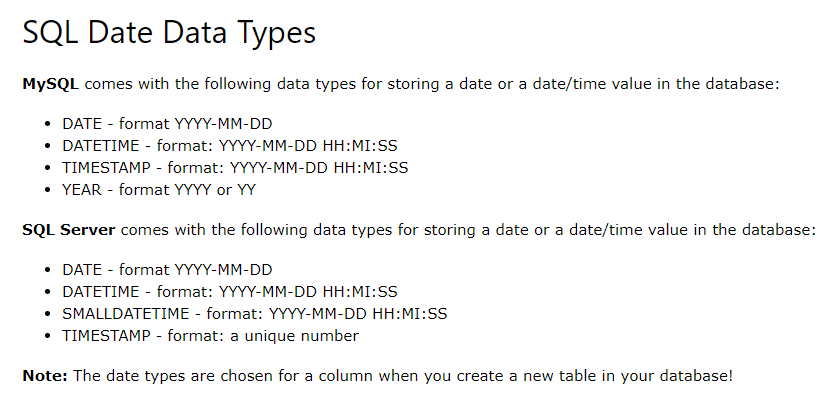 SQL Date Data Types
MySQL comes with the following data types for storing a date or a date/time value in the database:
• DATE - format YYYY-MM-DD
• DATETIME - format: YYYY-MM-DD HH:MI:SS
• TIMESTAMP - format: YYYY-MM-DD HH:MI:SS
• YEAR - format YYYY or YY
SQL Server comes with the following data types for storing a date or a date/time value in the database:
• DATE - format YYYY-MM-DD
• DATETIME - format: YYYY-MM-DD HH:MI:SS
• SMALLDATETIME - format: YYYY-MM-DD HH:MI:SS
• TIMESTAMP - format: a unique number
Note: The date types are chosen for a column when you create a new table in your database!